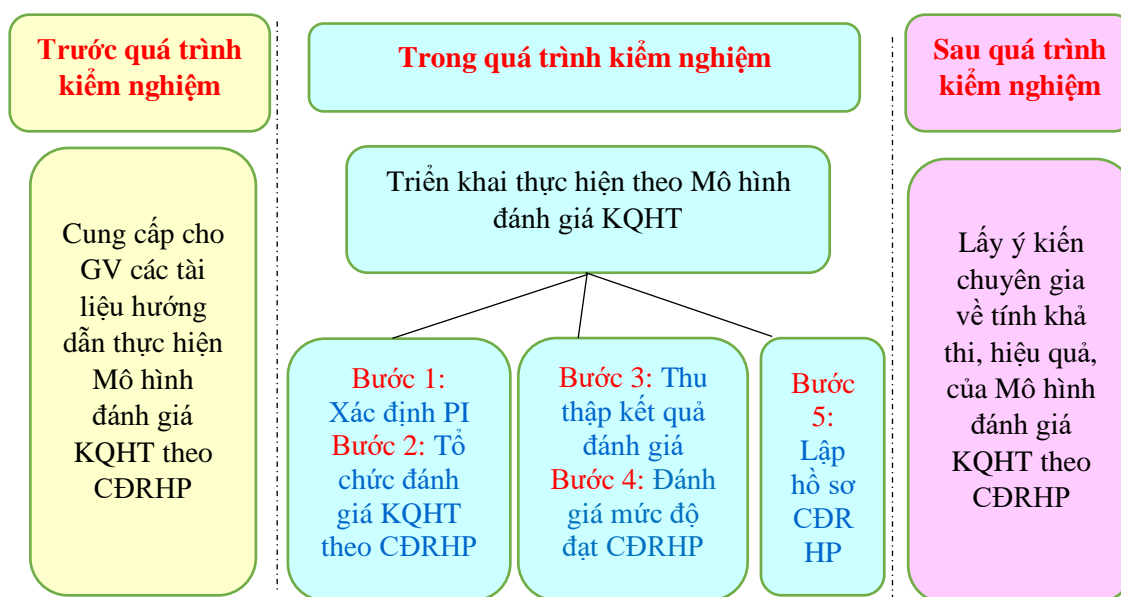 Trước quá trình
kiểm nghiệm
Trong quá trình kiểm nghiệm
Sau quá trình
kiểm nghiệm
Cung cấp cho
GV các tài
liệu hướng
dẫn thực hiện
Mô hình
đánh giá
KQHT theo
CĐRHP
Triển khai thực hiện theo Mô hình
đánh giá KQHT
Bước 1:
Xác định PI
Bước 2: Tổ
chức đánh
giá KQHT
theo CĐRHP
Bước 3: Thu
thập kết quả
đánh giá
Bước 4: Đánh
giá mức độ
đạt CĐRHP
Bước
5:
Lập
hồ sơ
CĐR
HP
Lấy ý kiến
chuyên gia
về tính khả
thi, hiệu quả,
của Mô hình
đánh giá
KQHT theo
CĐRHP